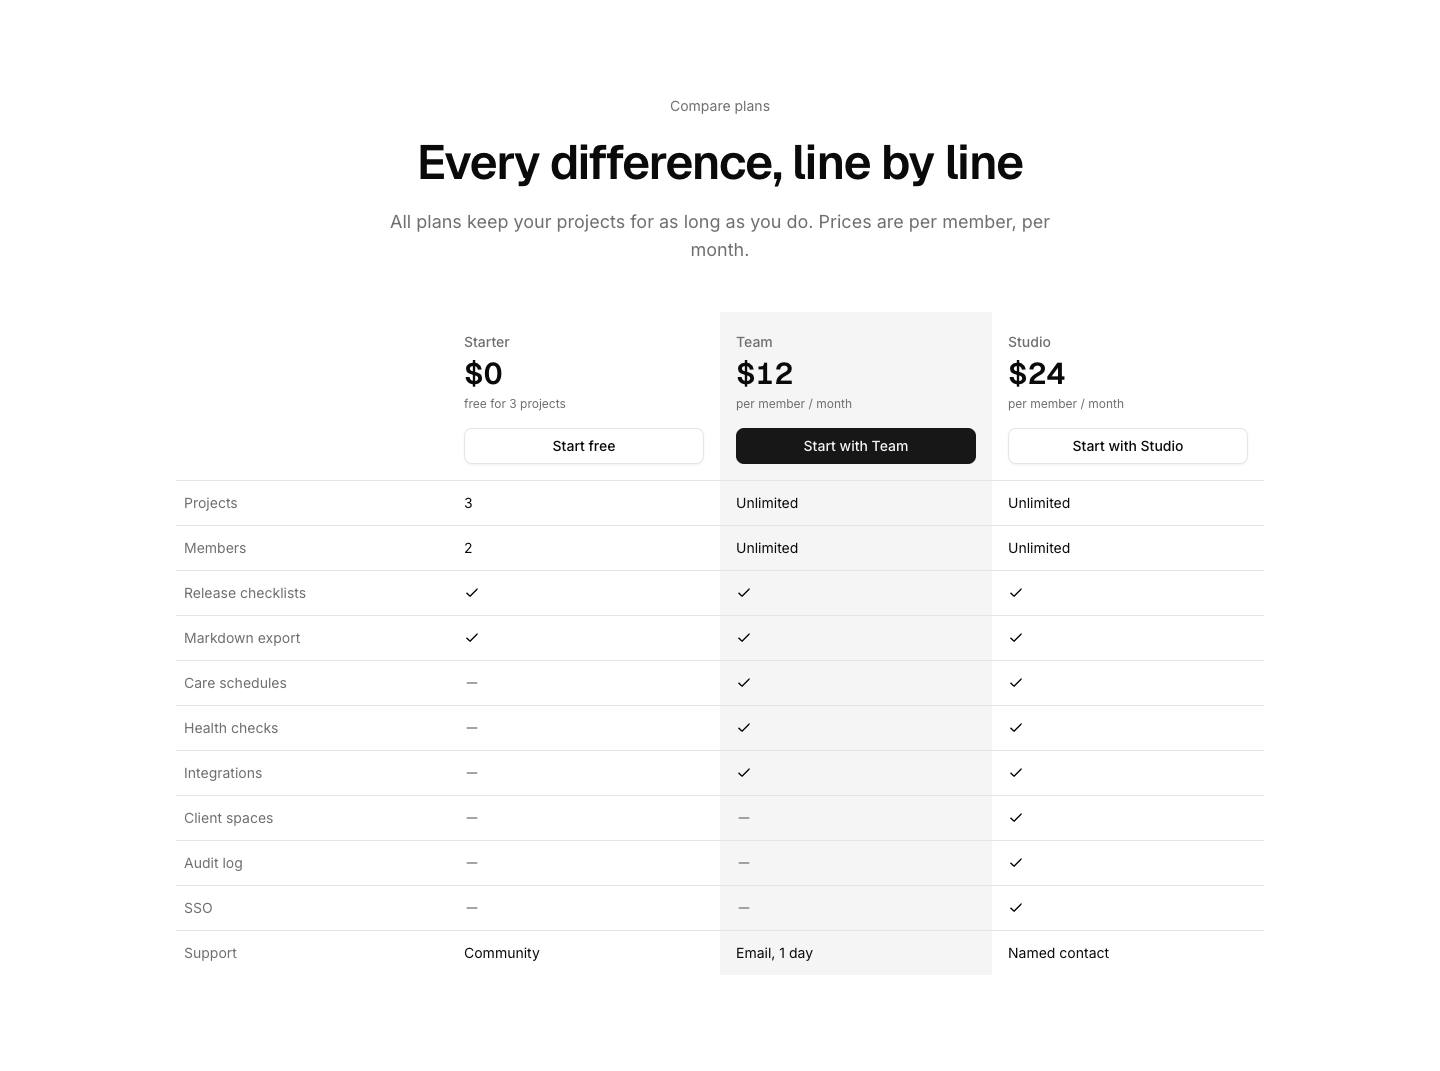 Compare plans
Every difference, line by line
All plans keep your projects for as long as you do. Prices are per member, per
month.
Starter Team Studio
$0 $12 $24
free for 3 projects per member / month per member / month
Start free Start with Team Start with Studio
Projects 3 Unlimited Unlimited
Members 2 Unlimited Unlimited
Release checklists
Markdown export
Care schedules
Health checks
Integrations
Client spaces
Audit log
SSO
Support Community Email, 1 day Named contact